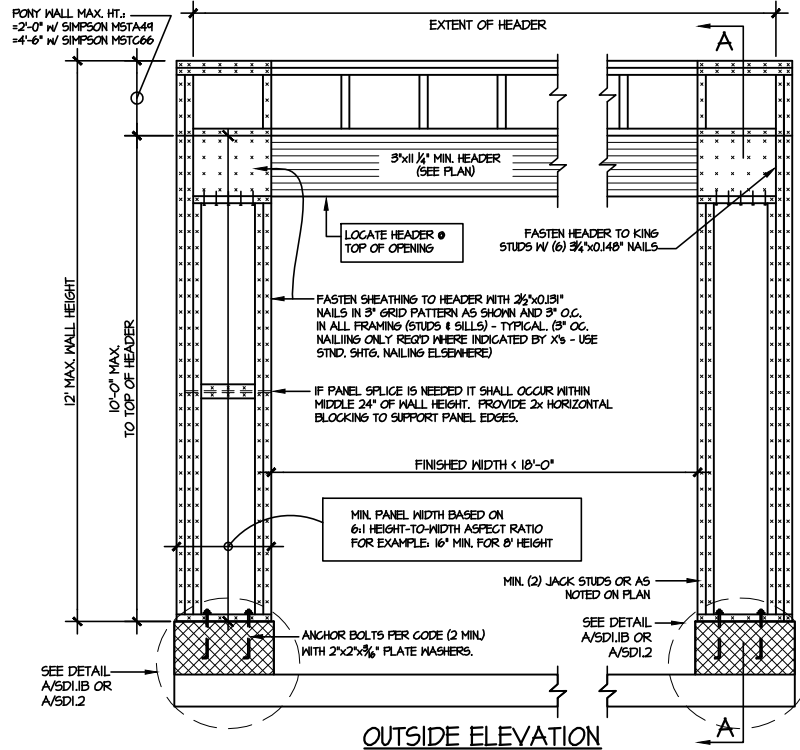 PONY WALL MAX. HT.:
=2'-0" W/ SIMPSON MSTA49
=4'-6" W/ SIMPSON MSTC66
EXTENT OF HEADER
A
3"x11 1/4" MIN. HEADER
(SEE PLAN)
LOCATE HEADER @
TOP OF OPENING
FASTEN HEADER TO KING
STUDS W/ (6) 3/4"x0.148" NAILS
FASTEN SHEATHING TO HEADER WITH 2½"x0.131"
NAILS IN 3" GRID PATTERN AS SHOWN AND 3" O.C.
IN ALL FRAMING (STUDS & SILLS) - TYPICAL. (3" OC.
NAILIING ONLY REQ'D WHERE INDICATED BY X's - USE
STND. SHTG. NAILING ELSEWHERE)
12' MAX. WALL HEIGHT
10'-0" MAX.
TO TOP OF HEADER
IF PANEL SPLICE IS NEEDED IT SHALL OCCUR WITHIN
MIDDLE 24" OF WALL HEIGHT. PROVIDE 2x HORIZONTAL
BLOCKING TO SUPPORT PANEL EDGES.
FINISHED WIDTH < 18'-0"
MIN. PANEL WIDTH BASED ON
6:1 HEIGHT-TO-WIDTH ASPECT RATIO
FOR EXAMPLE: 16" MIN. FOR 8' HEIGHT
MIN. (2) JACK STUDS OR AS
NOTED ON PLAN
SEE DETAIL
A/SD1.1B OR
A/SD1.2
ANCHOR BOLTS PER CODE (2 MIN.)
WITH 2"x2"x3/16" PLATE WASHERS.
SEE DETAIL
A/SD1.1B OR
A/SD1.2
A
OUTSIDE ELEVATION